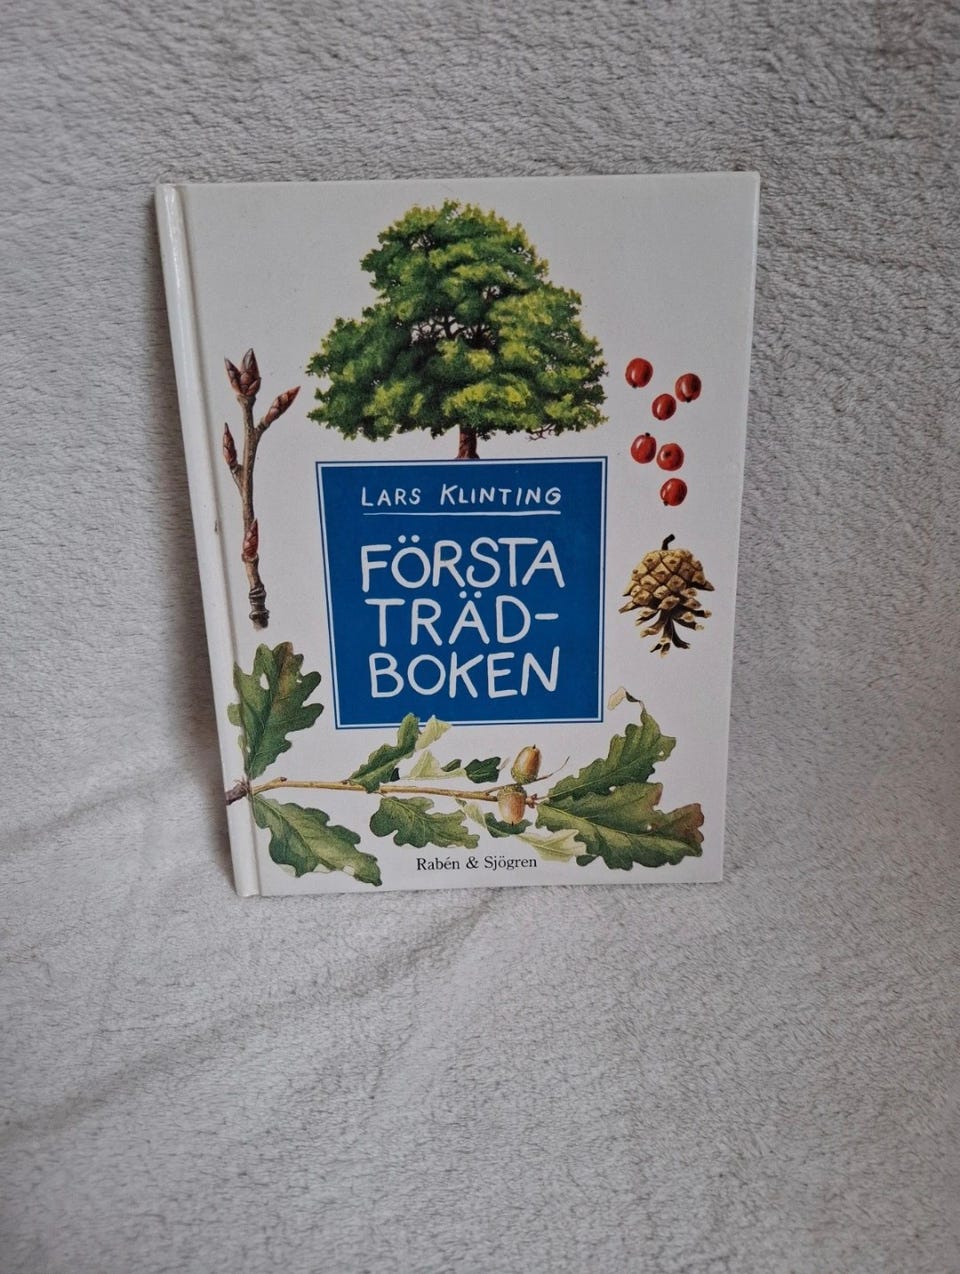 LARS KLINTING
FÖRSTA
TRÄD-
BOKEN
Rabén & Sjögren